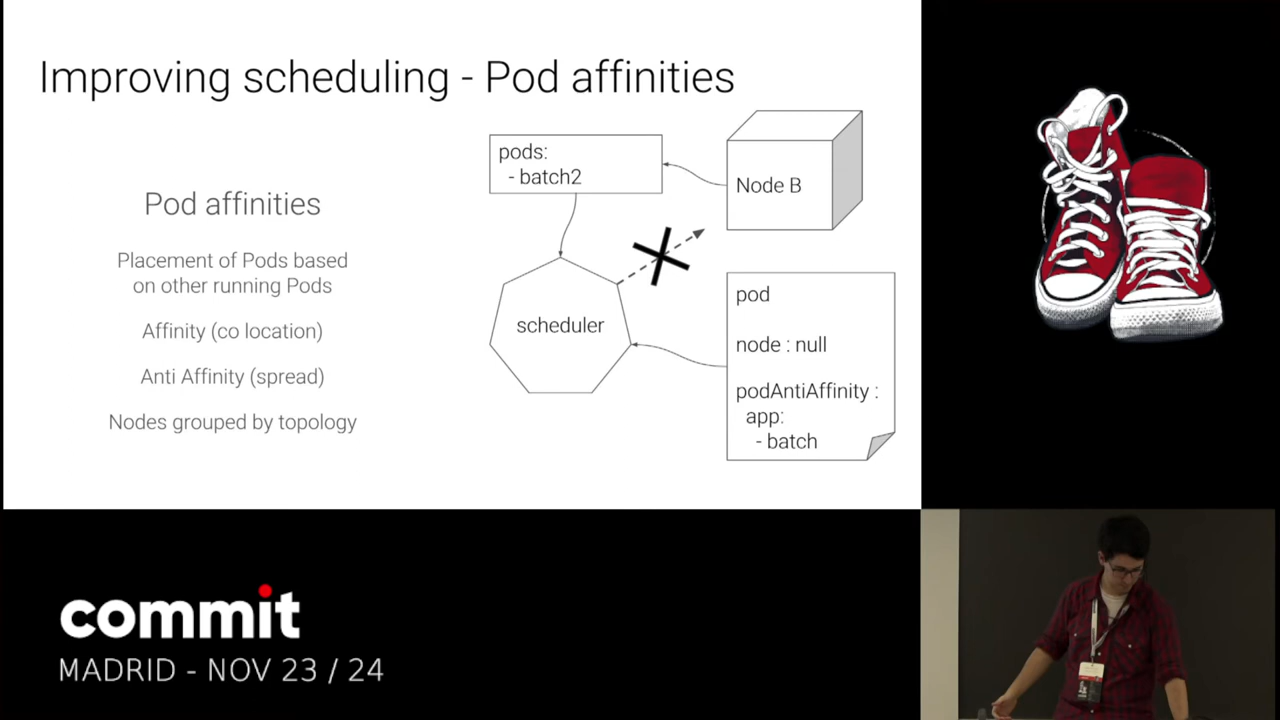 Improving scheduling - Pod affinities
Pod affinities
Placement of Pods based
on other running Pods
Affinity (co location)
Anti Affinity (spread)
Nodes grouped by topology
pods:
- batch2
Node B
scheduler
pod
node : null
podAntiAffinity :
app:
- batch
commit
MADRID - NOV 23 / 24